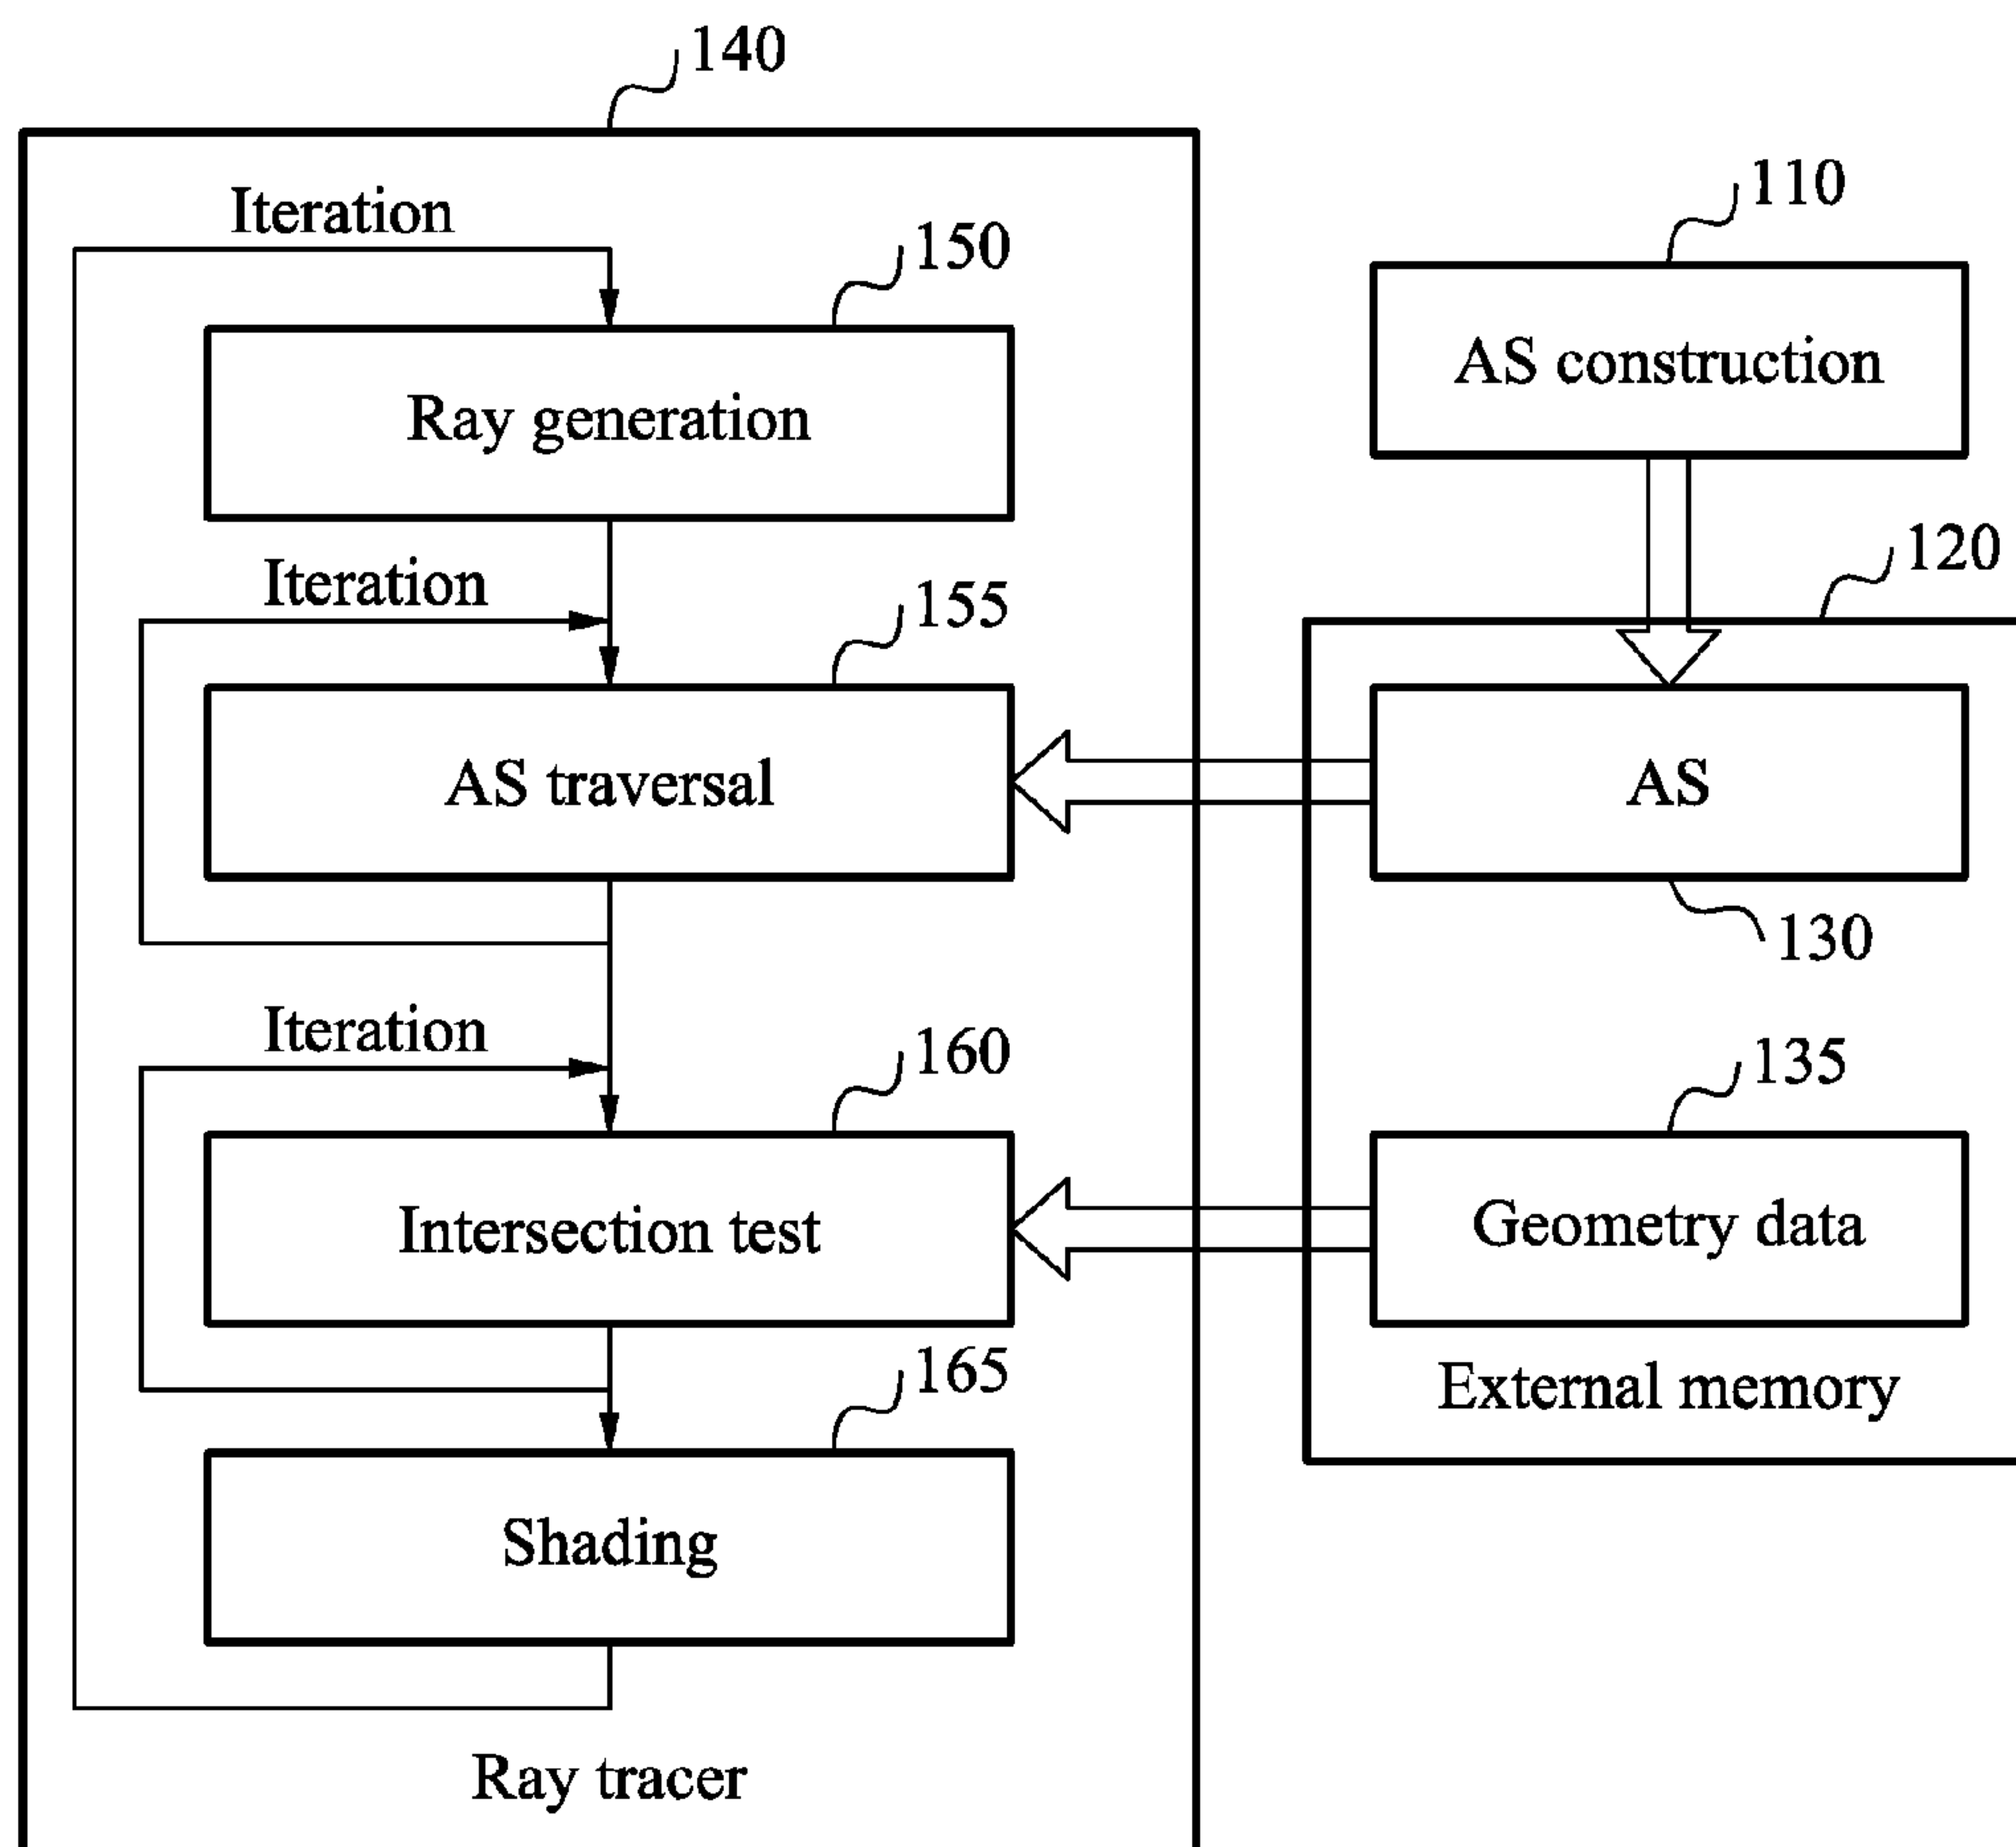 140
Iteration
150
Ray generation
Iteration
155
AS traversal
Iteration
160
Intersection test
165
Shading
Ray tracer
110
AS construction
120
AS
130
135
Geometry data
External memory